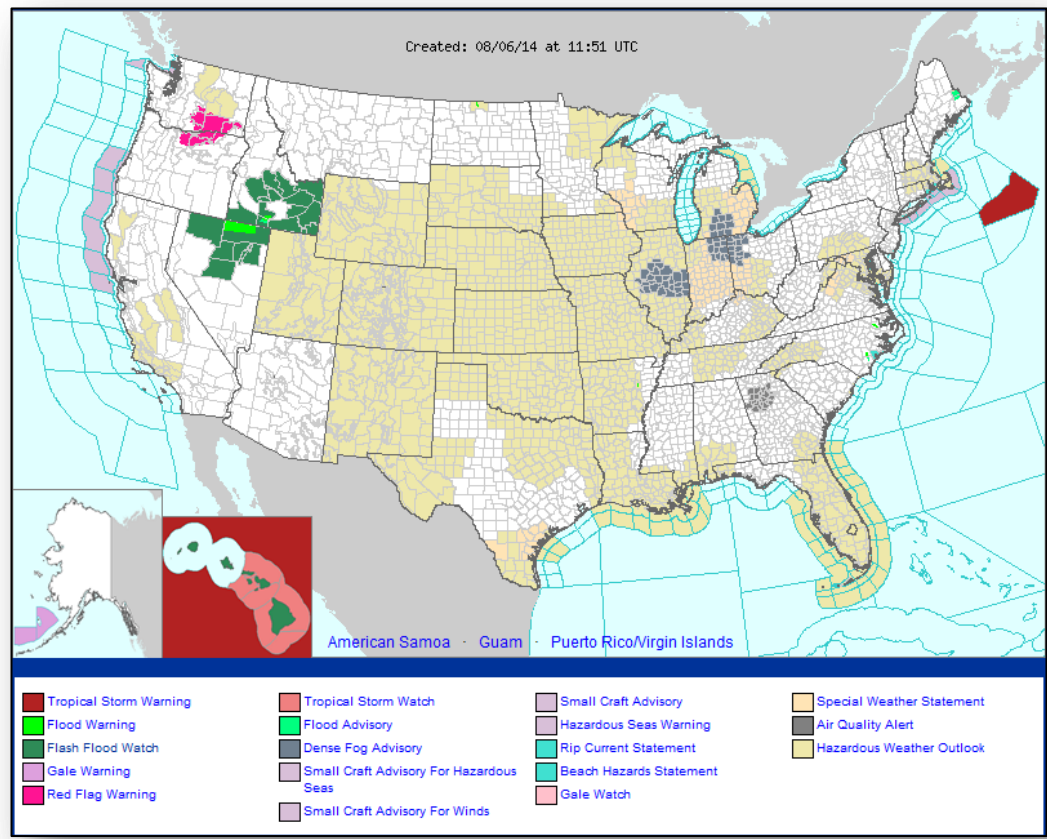 Created: 08/06/14 at 11:51 UTC
American Samoa - Guam - Puerto Rico/Virgin Islands
Tropical Storm Warning
Flood Warning
Flash Flood Watch
Gale Warning
Red Flag Warning
Tropical Storm Watch
Flood Advisory
Dense Fog Advisory
Small Craft Advisory For Hazardous
Seas
Small Craft Advisory For Winds
Small Craft Advisory
Hazardous Seas Warning
Rip Current Statement
Beach Hazards Statement
Gale Watch
Special Weather Statement
Air Quality Alert
Hazardous Weather Outlook